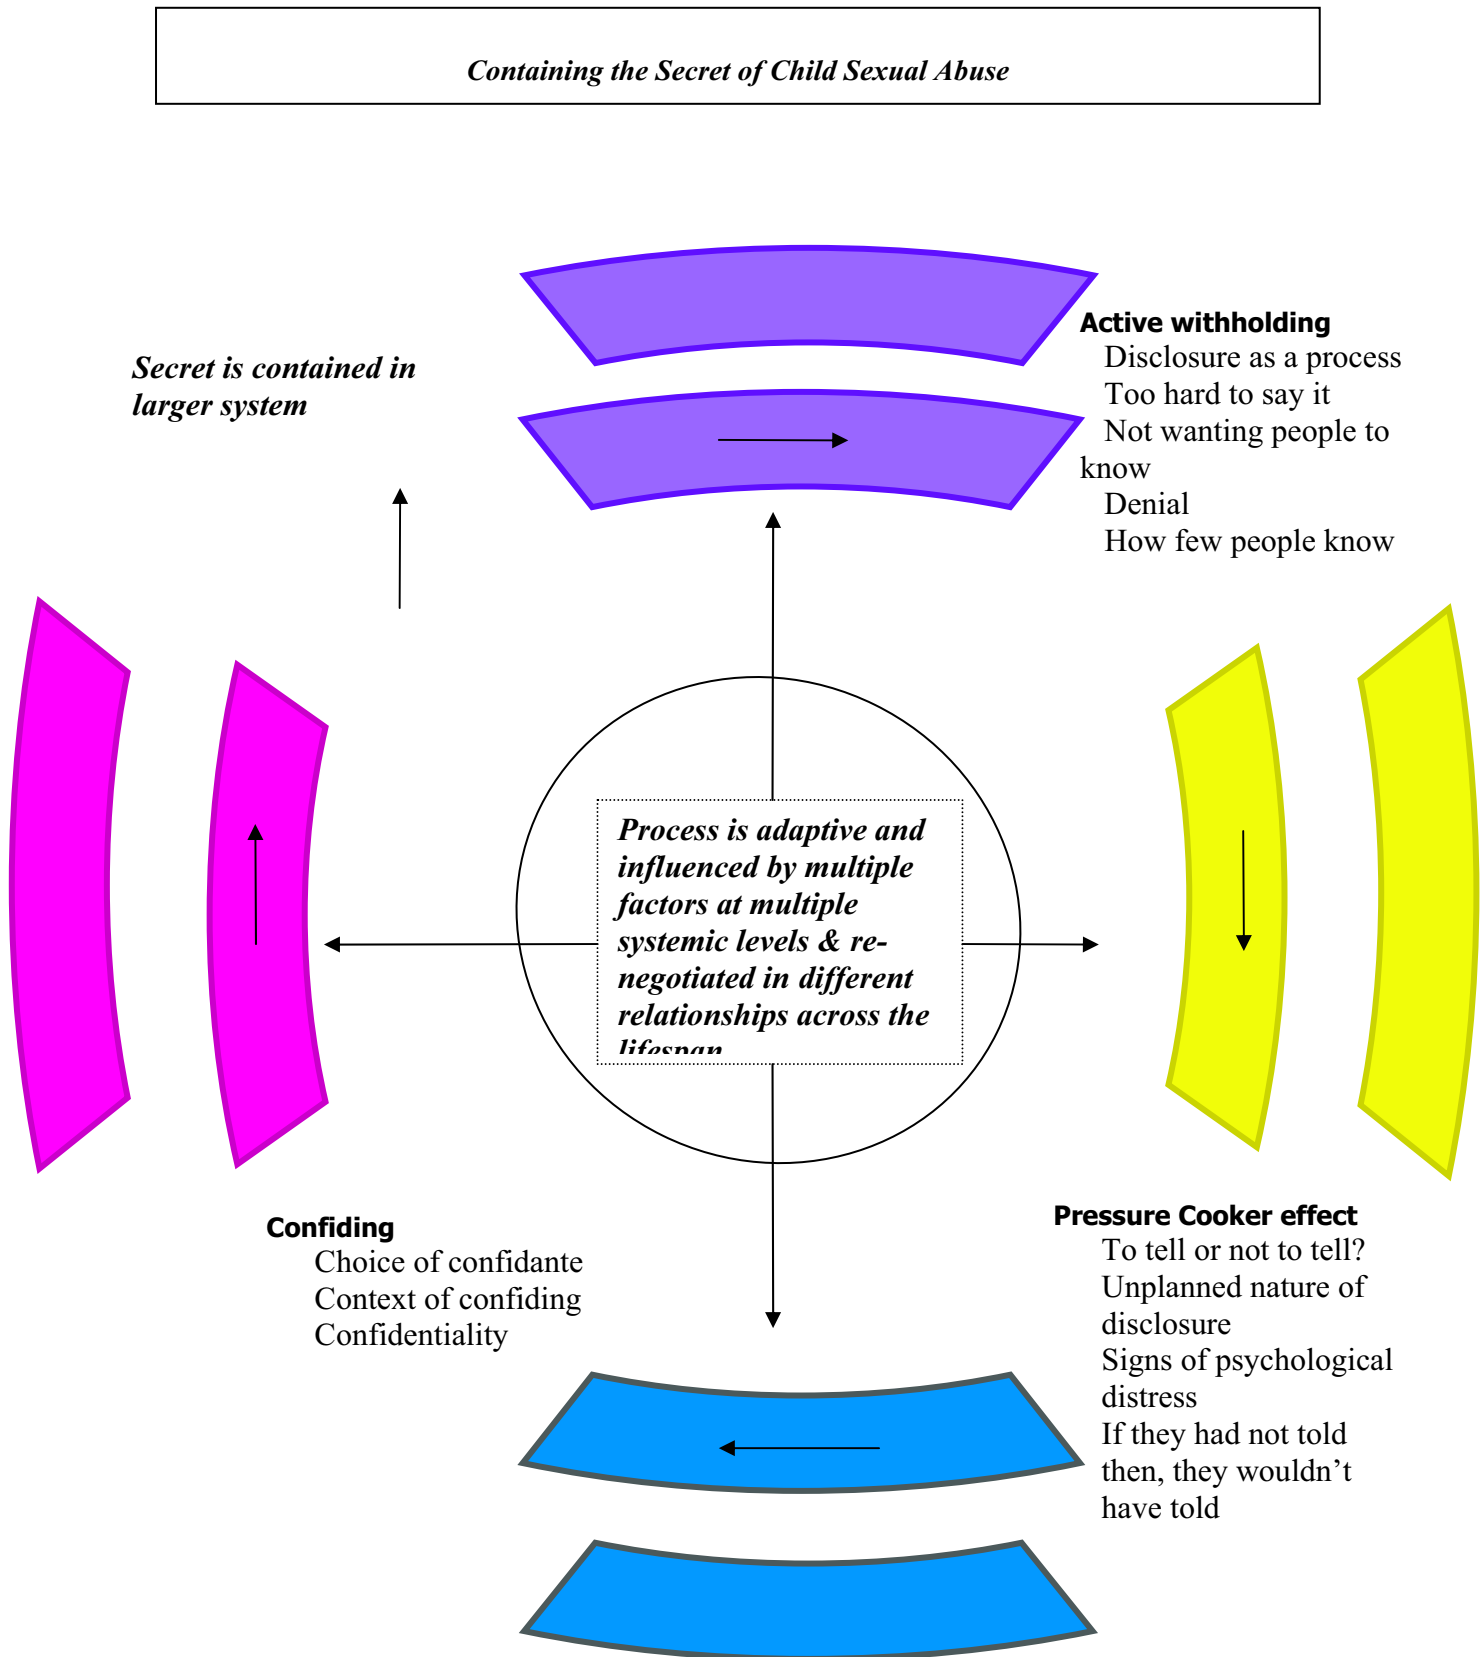 Containing the Secret of Child Sexual Abuse
Secret is contained in
larger system
Active withholding
Disclosure as a process
Too hard to say it
Not wanting people to
know
Denial
How few people know
Process is adaptive and
influenced by multiple
factors at multiple
systemic levels & re-
negotiated in different
relationships across the
lifespan
Confiding
Choice of confidante
Context of confiding
Confidentiality
Pressure Cooker effect
To tell or not to tell?
Unplanned nature of
disclosure
Signs of psychological
distress
If they had not told
then, they wouldn’t
have told